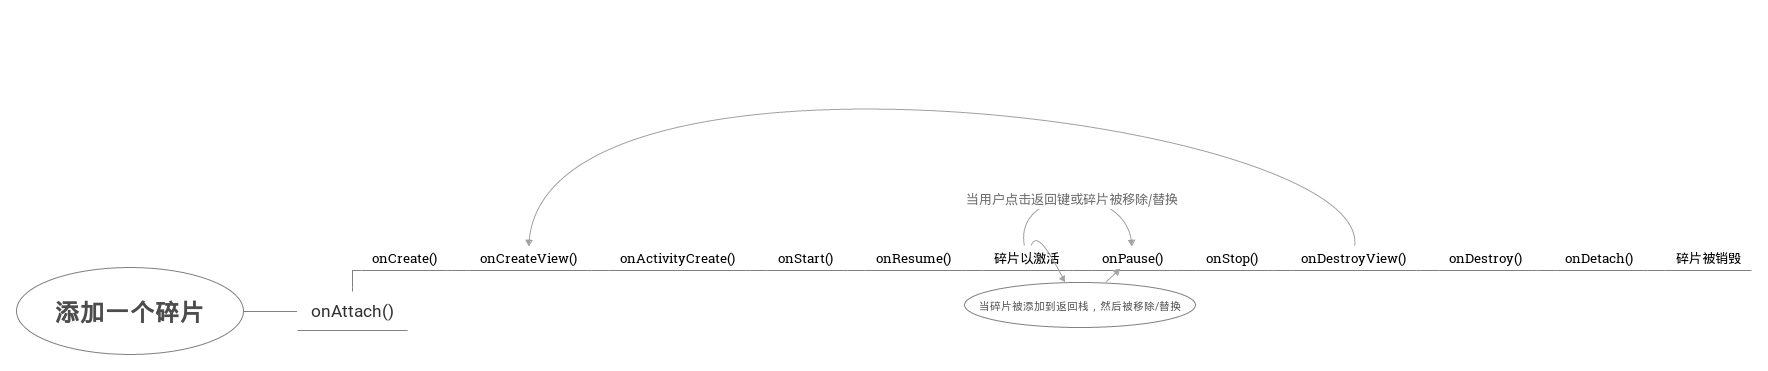 当用户点击返回键或碎片被移除/替换
onCreate()
onCreateView()
onActivityCreate()
onStart()
onResume()
碎片以激活
onPause()
onStop()
onDestroyView()
onDestroy()
onDetach()
碎片被销毁
添加一个碎片
onAttach()
当碎片被添加到返回栈，然后被移除/替换